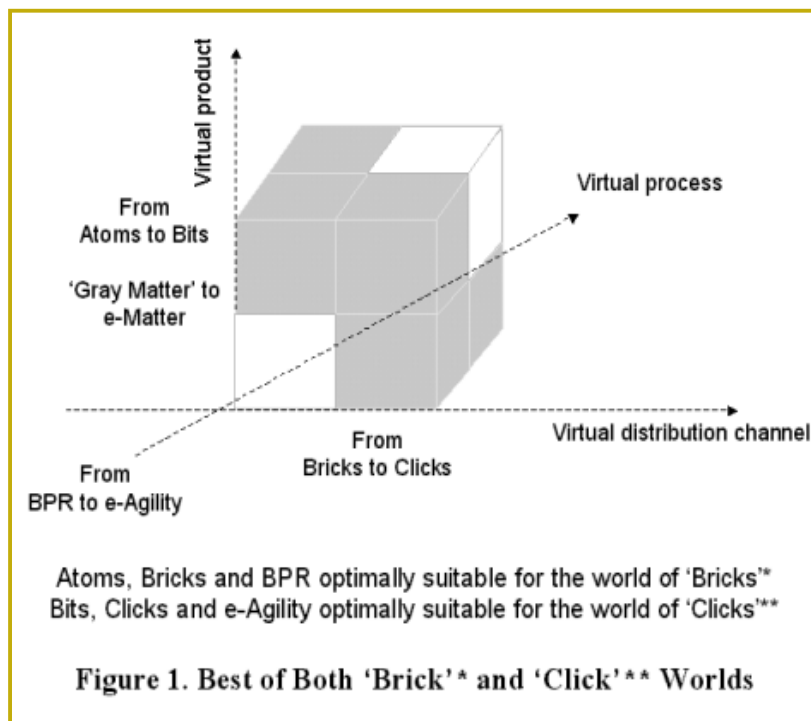 Virtual product
Virtual process
From
Atoms to Bits
'Gray Matter' to
e-Matter
Virtual distribution channel
From
Bricks to Clicks
From
BPR to e-Agility
Atoms, Bricks and BPR optimally suitable for the world of 'Bricks'*
Bits, Clicks and e-Agility optimally suitable for the world of 'Clicks'**
Figure 1. Best of Both 'Brick'* and 'Click'** Worlds